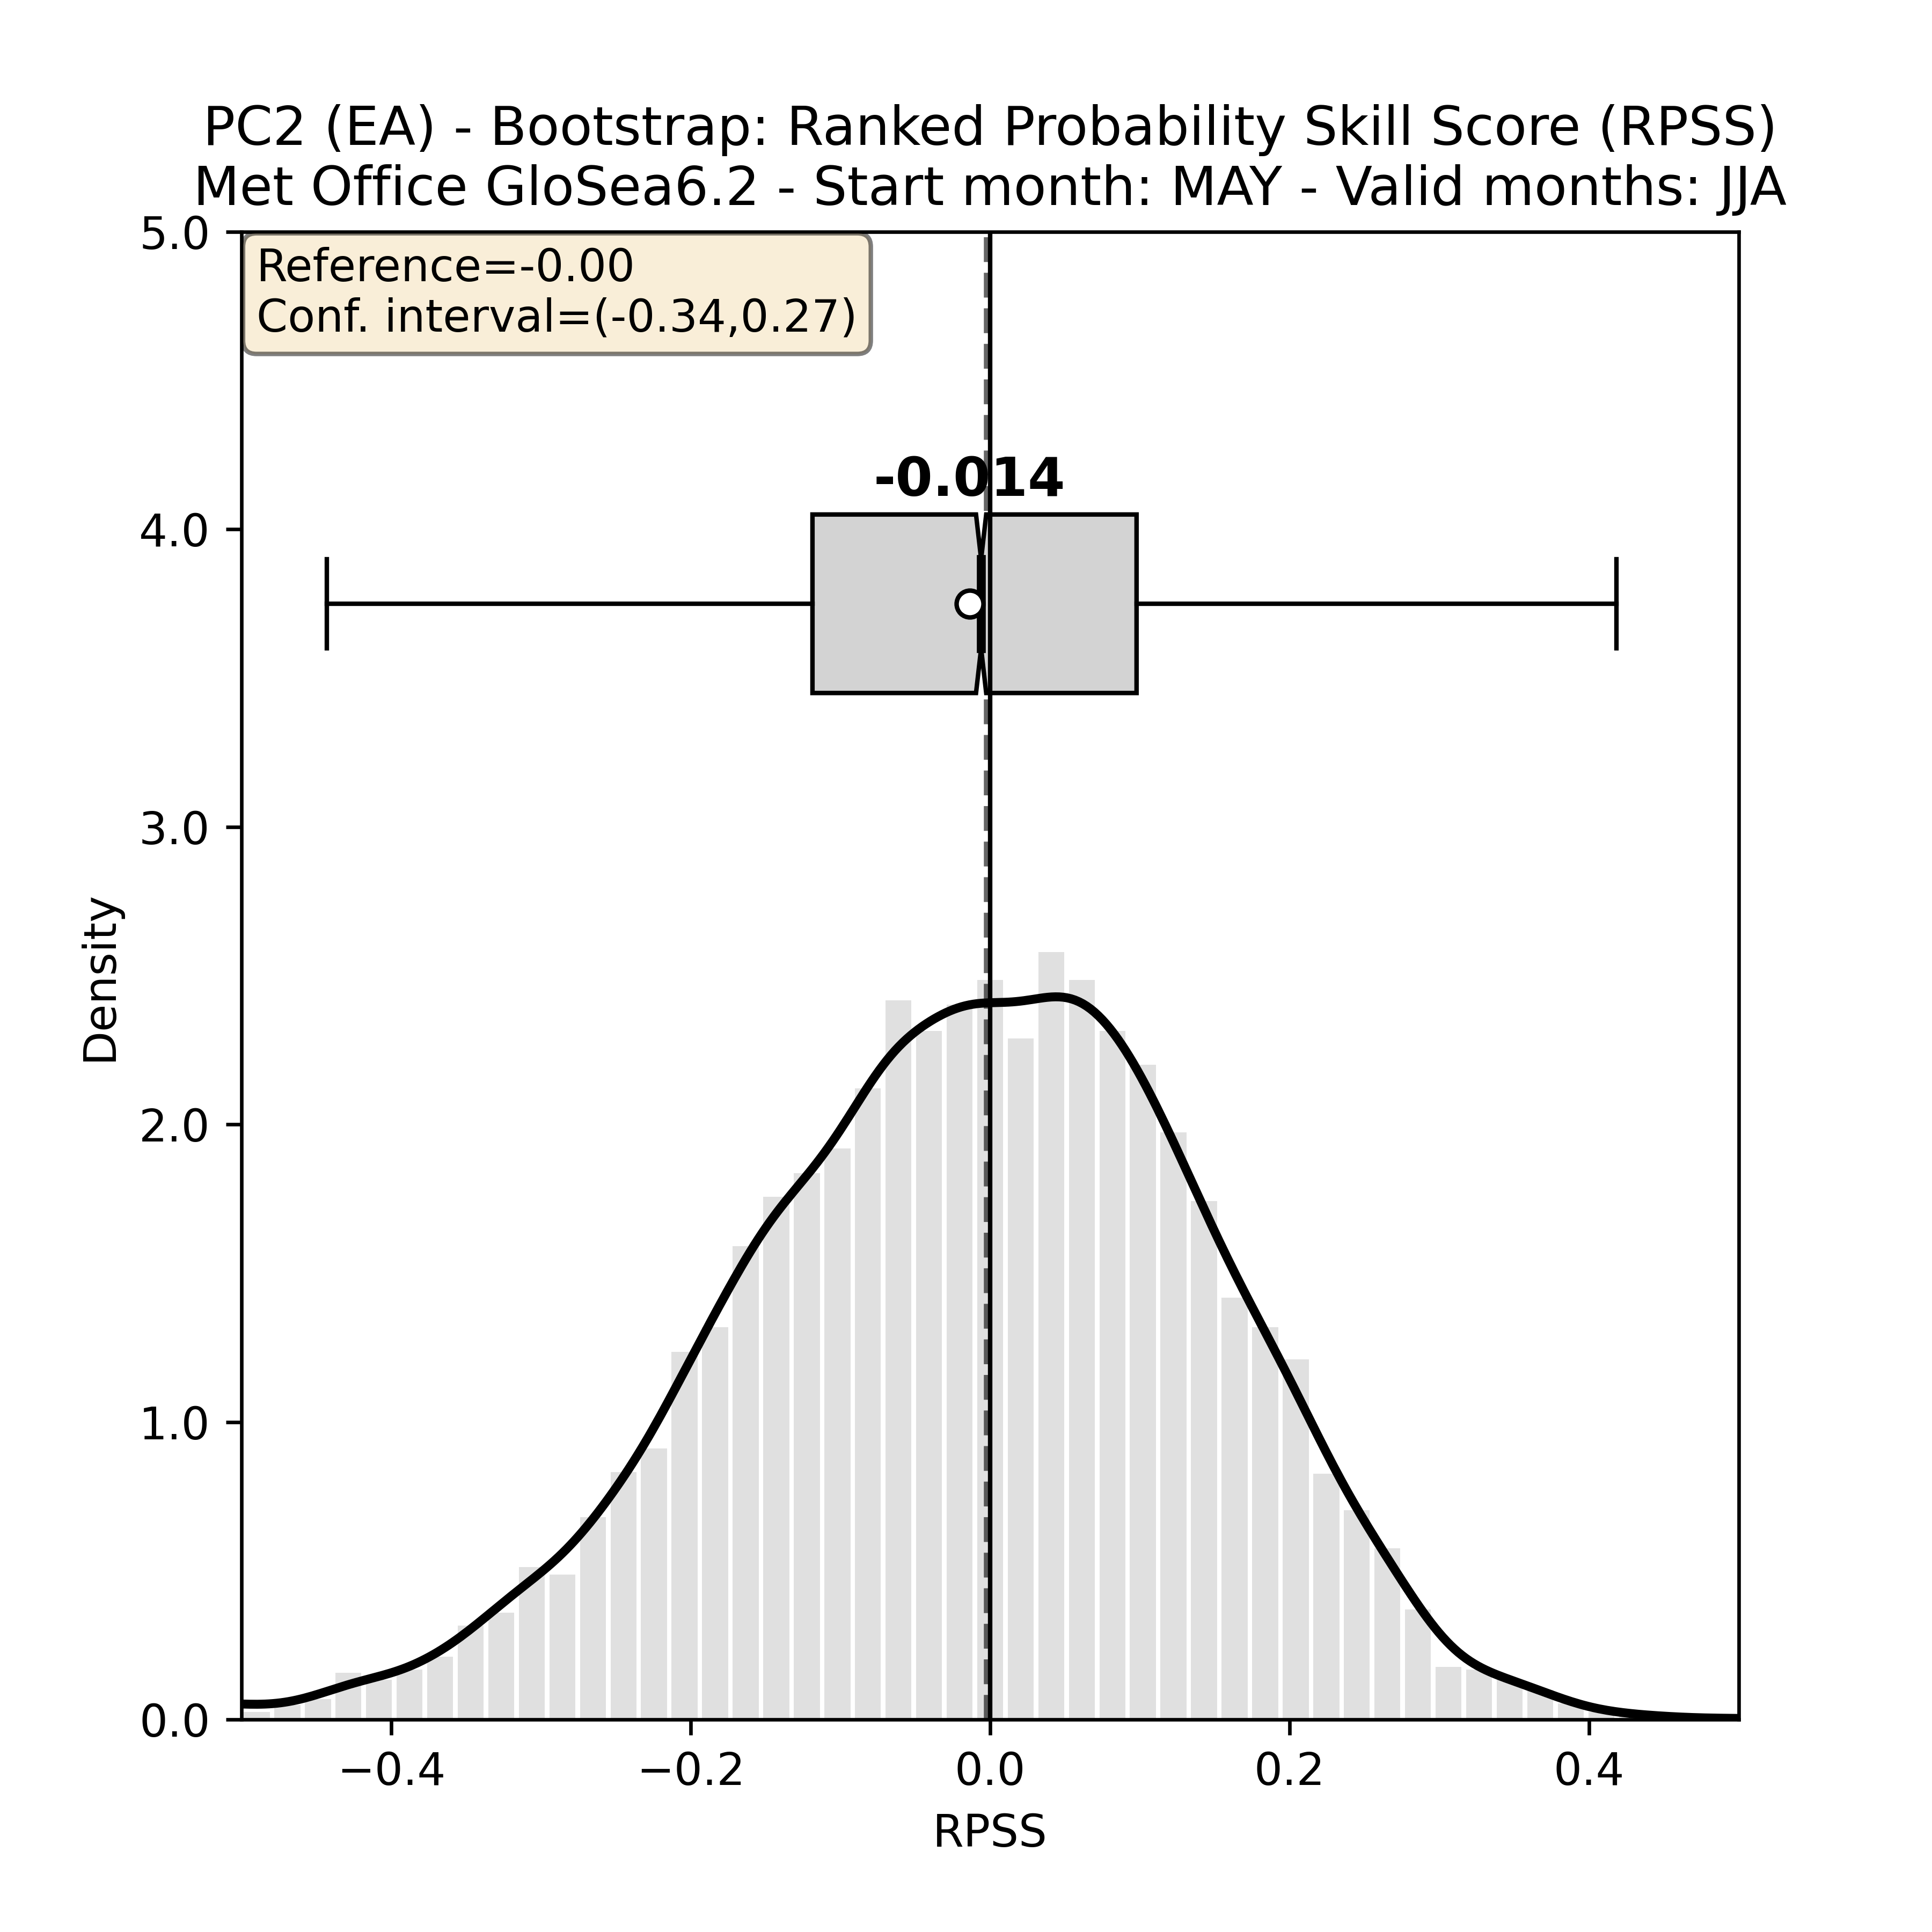 PC2 (EA) - Bootstrap: Ranked Probability Skill Score (RPSS)
Met Office GloSea6.2 - Start month: MAY - Valid months: JJA
Reference=-0.00
Conf. interval=(-0.34,0.27)
-0.014
5.0
4.0
3.0
2.0
1.0
0.0
Density
−0.4 −0.2 0.0 0.2 0.4
RPSS